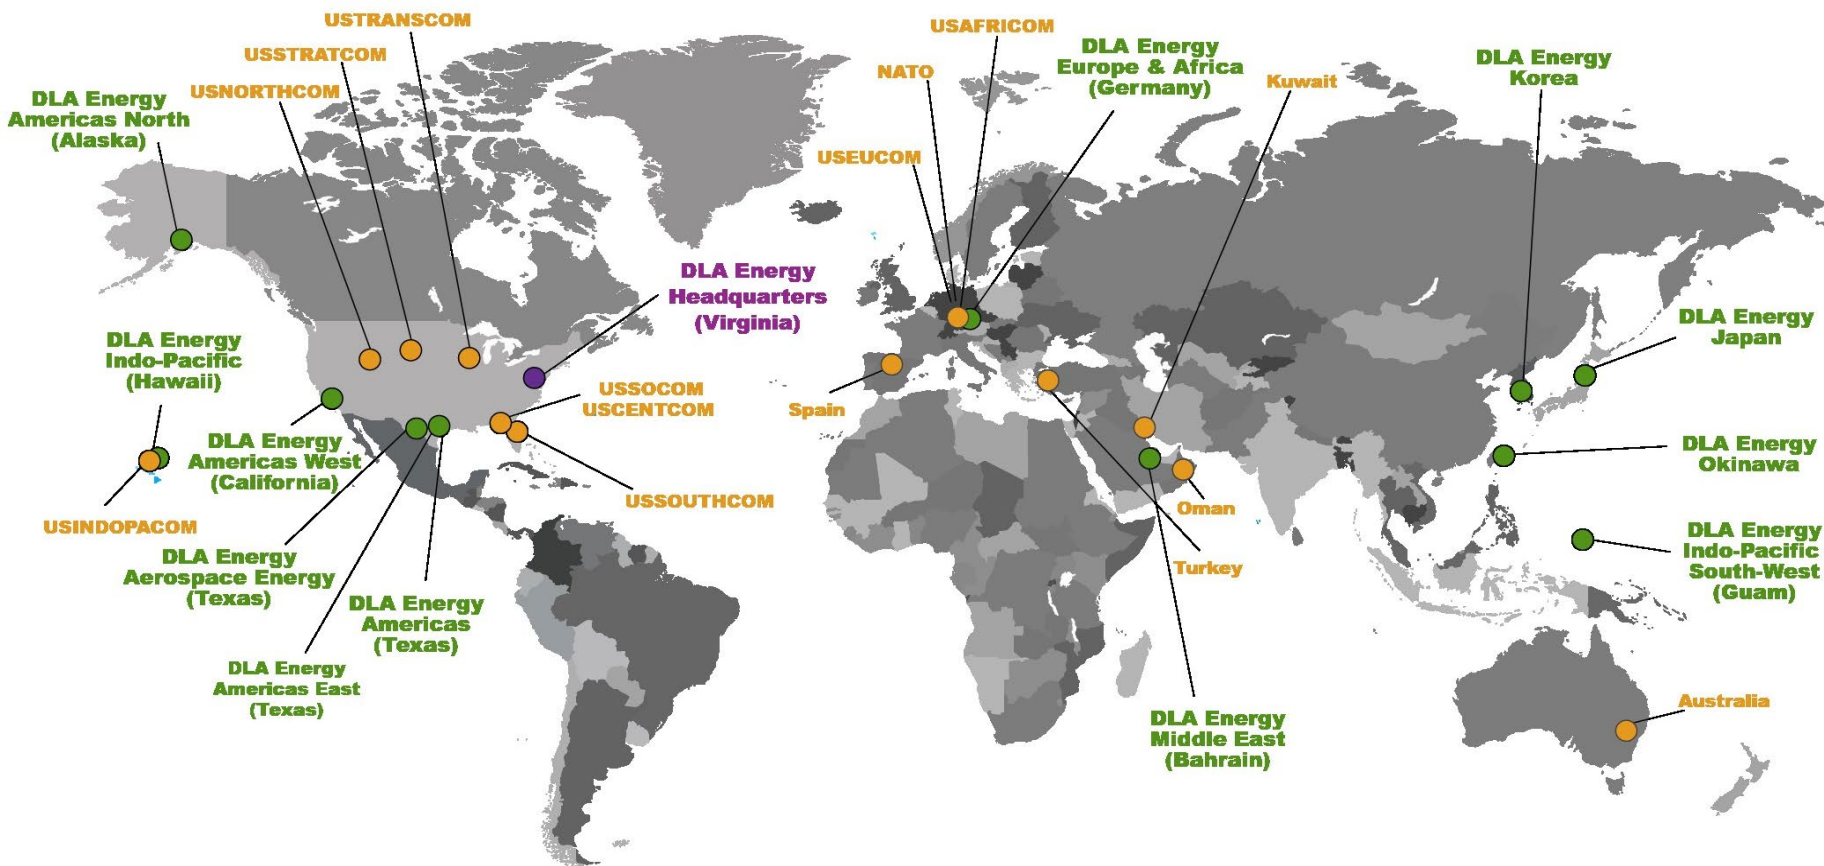 USTRANSCOM
USSTRATCOM
USNORTHCOM
DLA Energy
Americas North
(Alaska)
USAFRICOM
NATO
USEUCOM
DLA Energy
Europe & Africa
(Germany)
Kuwait
DLA Energy
Korea
DLA Energy
Headquarters
(Virginia)
DLA Energy
Indo-Pacific
(Hawaii)
DLA Energy
Japan
USSOCOM
USCENTCOM
Spain
DLA Energy
Americas West
(California)
DLA Energy
Okinawa
USSOUTHCOM
USINDOPACOM
Oman
DLA Energy
Aerospace Energy
(Texas)
Turkey
DLA Energy
Indo-Pacific
South-West
(Guam)
DLA Energy
Americas
(Texas)
DLA Energy
Americas East
(Texas)
DLA Energy
Middle East
(Bahrain)
Australia